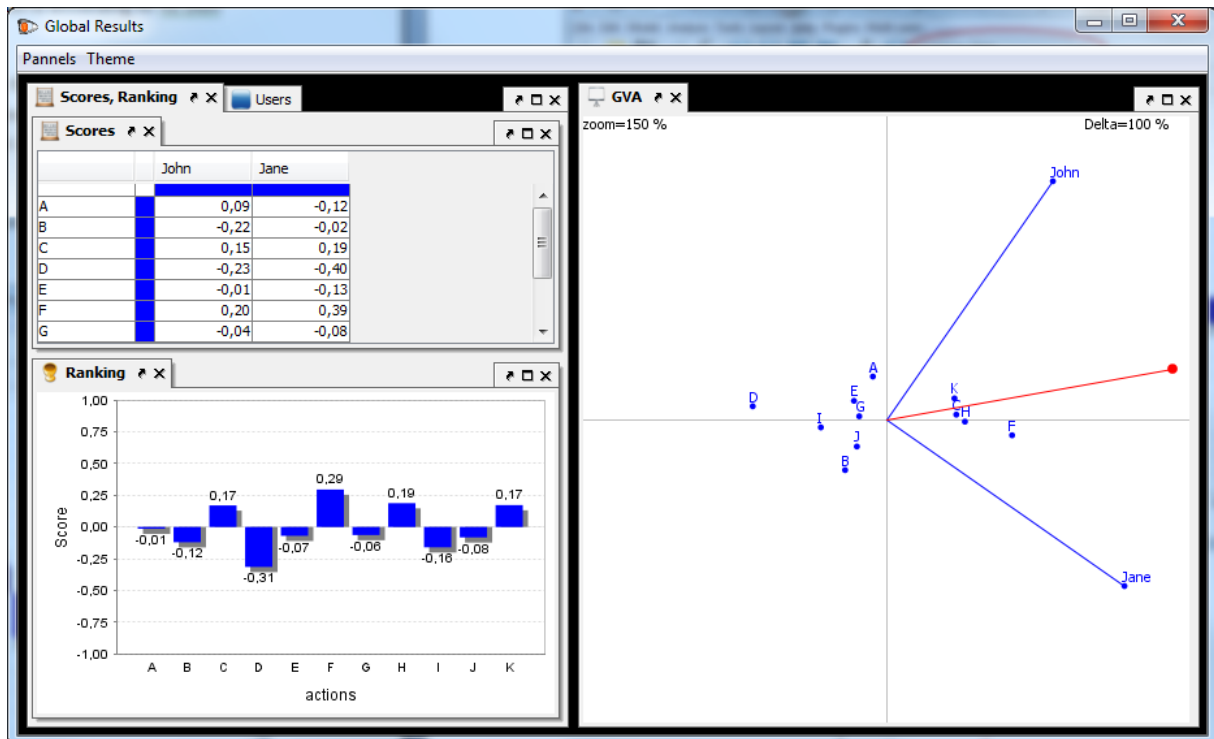 Global Results
Pannels Theme
Scores, Ranking
Users
Scores
John Jane
A 0,09 -0,12
B -0,22 -0,02
C 0,15 0,19
D -0,23 -0,40
E -0,01 -0,13
F 0,20 0,39
G -0,04 -0,08
Ranking
1,00
0,75
0,50
0,25
0,00
-0,25
-0,50
-0,75
-1,00
Score
-0,01
-0,12
0,17
-0,31
-0,07
0,29
-0,06
0,19
-0,16
-0,08
0,17
A B C D E F G H I J K
actions
GVA
zoom=150 % Delta=100 %
John
A
D
E
K
G
C
H
I
F
J
B
Jane